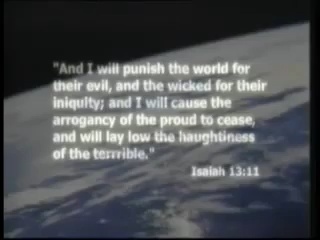 "And I will punish the world for
their evil, and the wicked for their
iniquity; and I will cause the
arrogancy of the proud to cease,
and will lay low the haughtiness
of the terrrible."
Isaiah 13:11